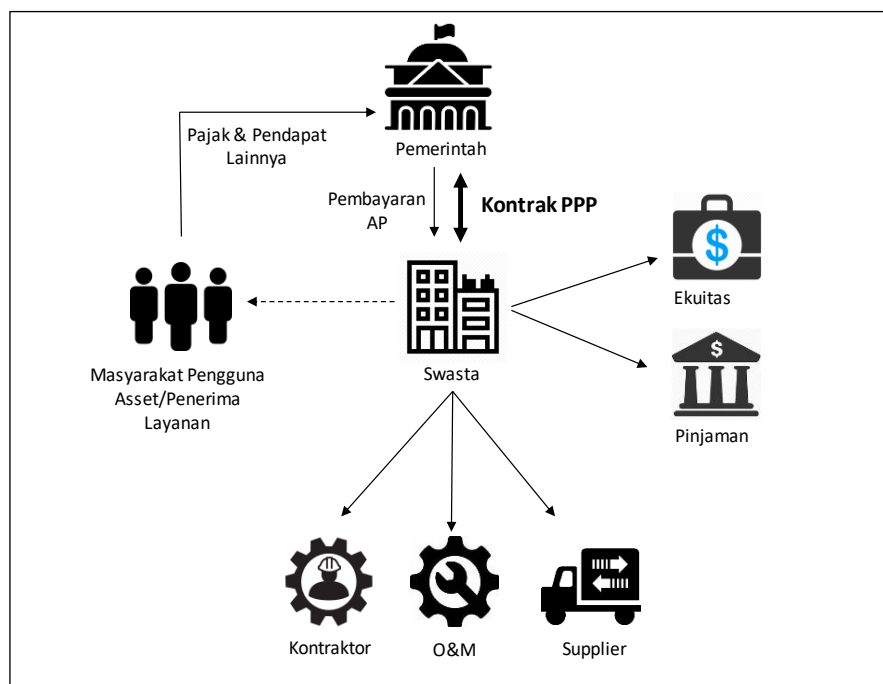 Pemerintah
Pajak & Pendapat
Lainnya
Pembayaran
AP
Kontrak PPP
$
Ekuitas
Masyarakat Pengguna
Asset/Penerima
Layanan
Swasta
$
Pinjaman
Kontraktor
O&M
Supplier